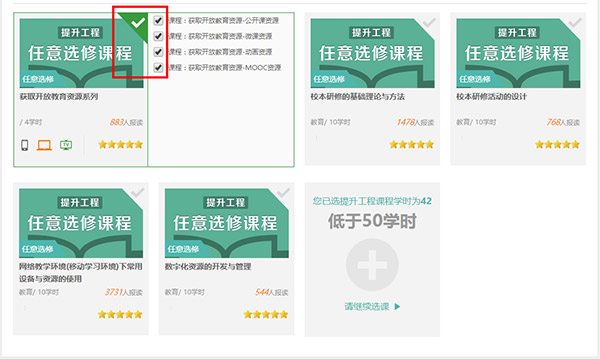 提升工程
任意选修课程
任意选修
获取开放教育资源系列
/ 4学时
883人报读
TV
课程：获取开放教育资源-公开课资源
课程：获取开放教育资源-微课资源
课程：获取开放教育资源-动画资源
课程：获取开放教育资源-MOOC资源
提升工程
任意选修课程
任意选修
校本研修的基础理论与方法
教育/ 10学时
1478人报读
提升工程
任意选修课程
任意选修
校本研修活动的设计
教育/ 10学时
768人报读
提升工程
任意选修课程
任意选修
网络教学环境(移动学习环境)下常用
设备与资源的使用
教育/ 10学时
3731人报读
提升工程
任意选修课程
任意选修
数字化资源的开发与管理
教育/ 10学时
544人报读
您已选提升工程课程学时为42
低于50学时
请继续选课